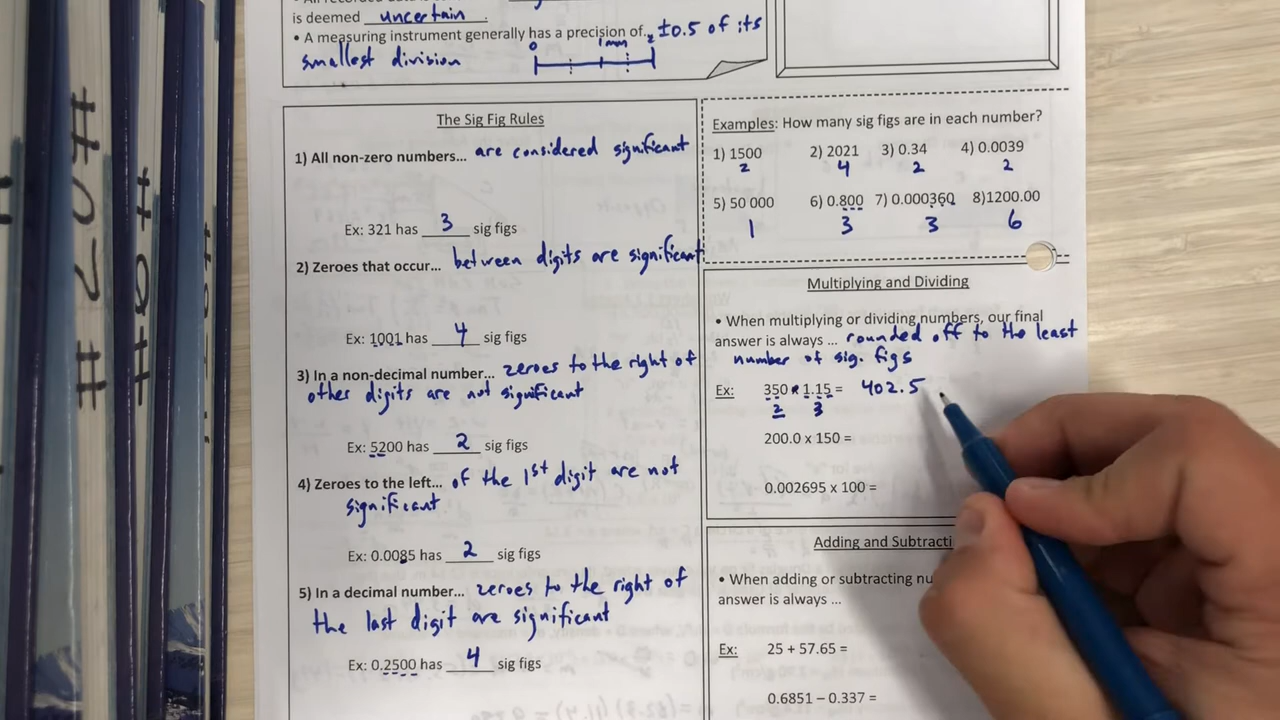 is deemed uncertain.
• A measuring instrument generally has a precision of... ±0.5 of its
smallest division
0 1mm
The Sig Fig Rules
1) All non-zero numbers... are considered significant
Ex: 321 has 3 sig figs
2) Zeroes that occur... between digits are significant
Ex: 1001 has 4 sig figs
3) In a non-decimal number... zeroes to the right of
other digits are not significant
Ex: 5200 has 2 sig figs
4) Zeroes to the left... of the 1st digit are not
significant
Ex: 0.0085 has 2 sig figs
5) In a decimal number... zeroes to the right of
the last digit are significant
Ex: 0.2500 has 4 sig figs
Examples: How many sig figs are in each number?
1) 1500 2) 2021 3) 0.34 4) 0.0039
2 4 2 2
5) 50 000 6) 0.800 7) 0.000360 8)1200.00
1 3 3 6
Multiplying and Dividing
• When multiplying or dividing numbers, our final
answer is always ... rounded off to the least
number of sig. figs
Ex: 350 × 1.15 = 402.5
2 3
200.0 x 150 =
0.002695 x 100 =
Adding and Subtracti
• When adding or subtracting nu
answer is always ...
Ex: 25 + 57.65 =
0.6851 – 0.337 =
#20Z
#Q#